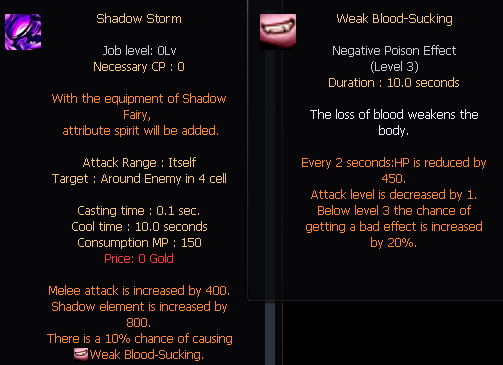 Shadow Storm
Job level: 0Lv
Necessary CP : 0
With the equipment of Shadow
Fairy,
attribute spirit will be added.
Attack Range : Itself
Target : Around Enemy in 4 cell
Casting time : 0.1 sec.
Cool time : 10.0 seconds
Consumption MP : 150
Price: 0 Gold
Melee attack is increased by 400.
Shadow element is increased by
800.
There is a 10% chance of causing
Weak Blood-Sucking.
Weak Blood-Sucking
Negative Poison Effect
(Level 3)
Duration : 10.0 seconds
The loss of blood weakens the
body.
Every 2 seconds:HP is reduced by
450.
Attack level is decreased by 1.
Below level 3 the chance of
getting a bad effect is increased
by 20%.